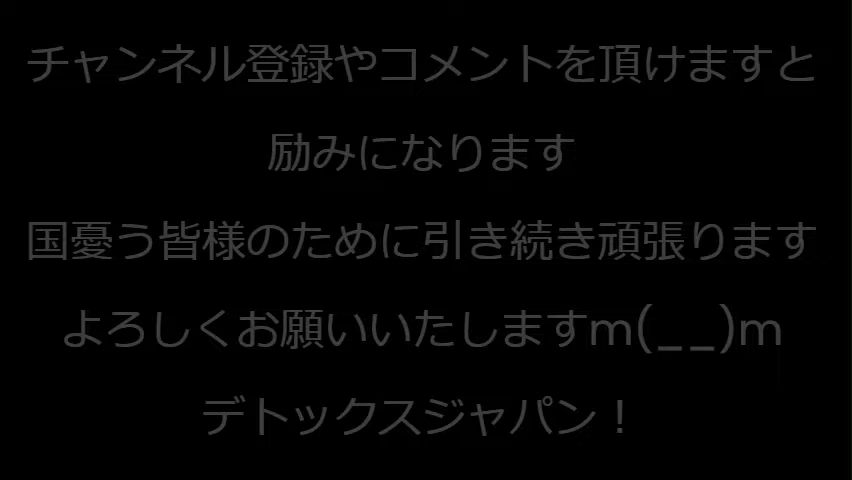 チャンネル登録やコメントを頂けますと
励みになります
国憂う皆様のために引き続き頑張ります
よろしくお願いいたしますm(__)m
デトックスジャパン！